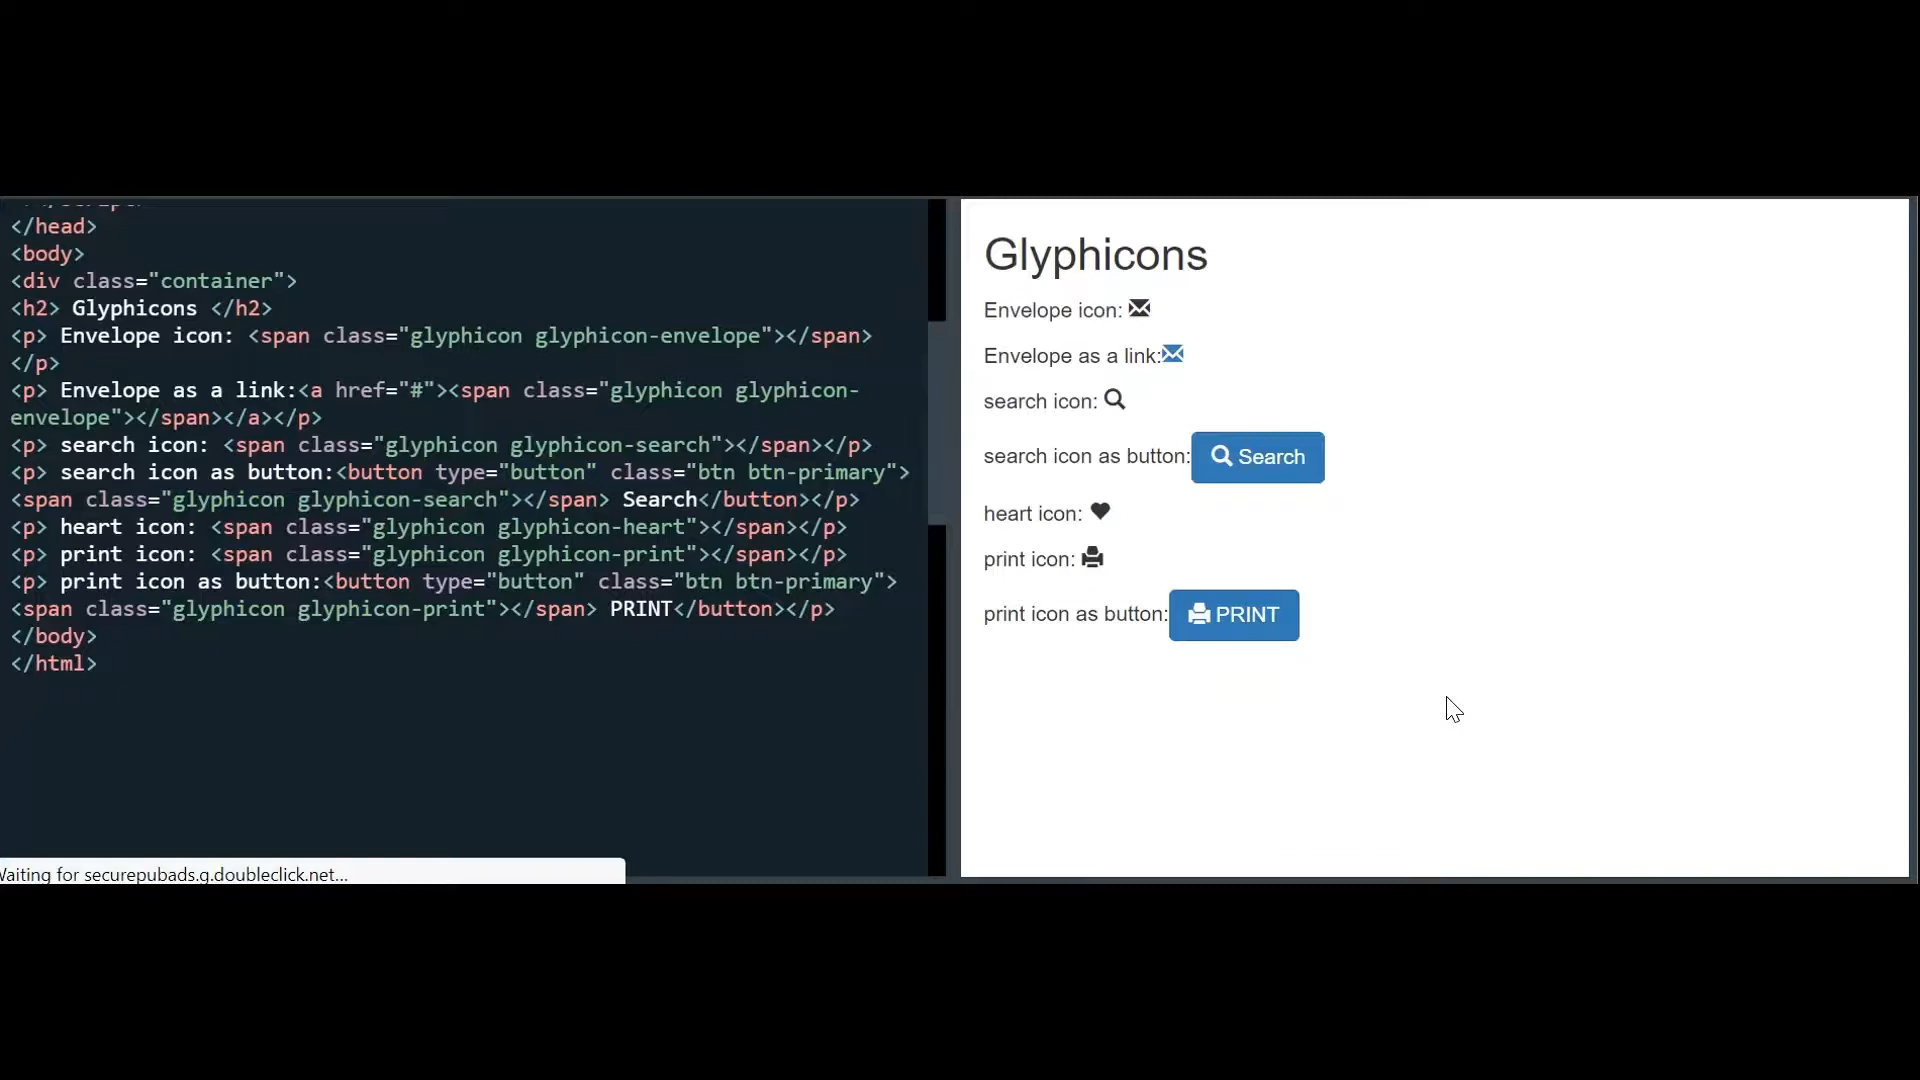 </head>
<body>
<div class="container">
<h2> Glyphicons </h2>
<p> Envelope icon: <span class="glyphicon glyphicon-envelope"></span>
</p>
<p> Envelope as a link:<a href="#"><span class="glyphicon glyphicon-
envelope"></span></a></p>
<p> search icon: <span class="glyphicon glyphicon-search"></span></p>
<p> search icon as button:<button type="button" class="btn btn-primary">
<span class="glyphicon glyphicon-search"></span> Search</button></p>
<p> heart icon: <span class="glyphicon glyphicon-heart"></span></p>
<p> print icon: <span class="glyphicon glyphicon-print"></span></p>
<p> print icon as button:<button type="button" class="btn btn-primary">
<span class="glyphicon glyphicon-print"></span> PRINT</button></p>
</body>
</html>
Glyphicons
Envelope icon:
Envelope as a link:
search icon:
search icon as button: Search
heart icon:
print icon:
print icon as button: PRINT
Waiting for securepubads.g.doubleclick.net...